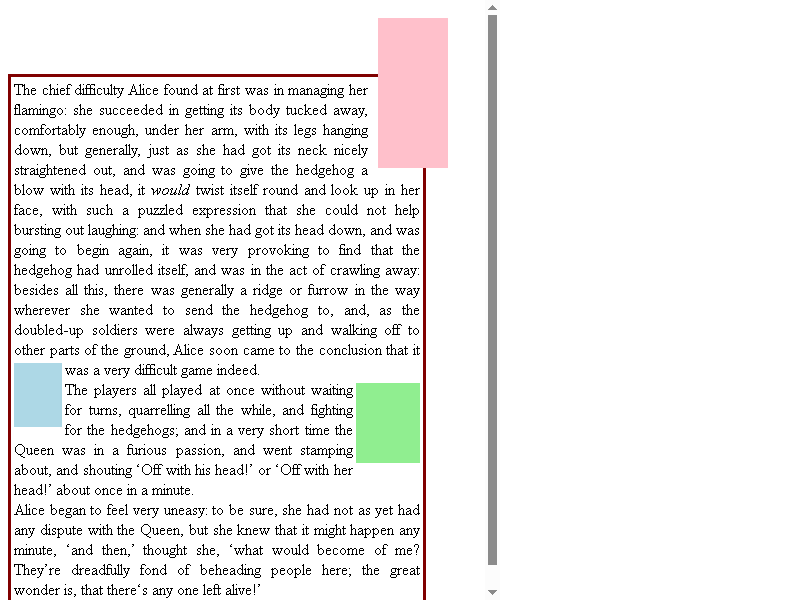 The chief difficulty Alice found at first was in managing her
flamingo: she succeeded in getting its body tucked away,
comfortably enough, under her arm, with its legs hanging
down, but generally, just as she had got its neck nicely
straightened out, and was going to give the hedgehog a
blow with its head, it would twist itself round and look up in her
face, with such a puzzled expression that she could not help
bursting out laughing: and when she had got its head down, and was
going to begin again, it was very provoking to find that the
hedgehog had unrolled itself, and was in the act of crawling away:
besides all this, there was generally a ridge or furrow in the way
wherever she wanted to send the hedgehog to, and, as the
doubled-up soldiers were always getting up and walking off to
other parts of the ground, Alice soon came to the conclusion that it
was a very difficult game indeed.
The players all played at once without waiting
for turns, quarrelling all the while, and fighting
for the hedgehogs; and in a very short time the
Queen was in a furious passion, and went stamping
about, and shouting ‘Off with his head!’ or ‘Off with her
head!’ about once in a minute.
Alice began to feel very uneasy: to be sure, she had not as yet had
any dispute with the Queen, but she knew that it might happen any
minute, ‘and then,’ thought she, ‘what would become of me?
They’re dreadfully fond of beheading people here; the great
wonder is, that there‘s any one left alive!’